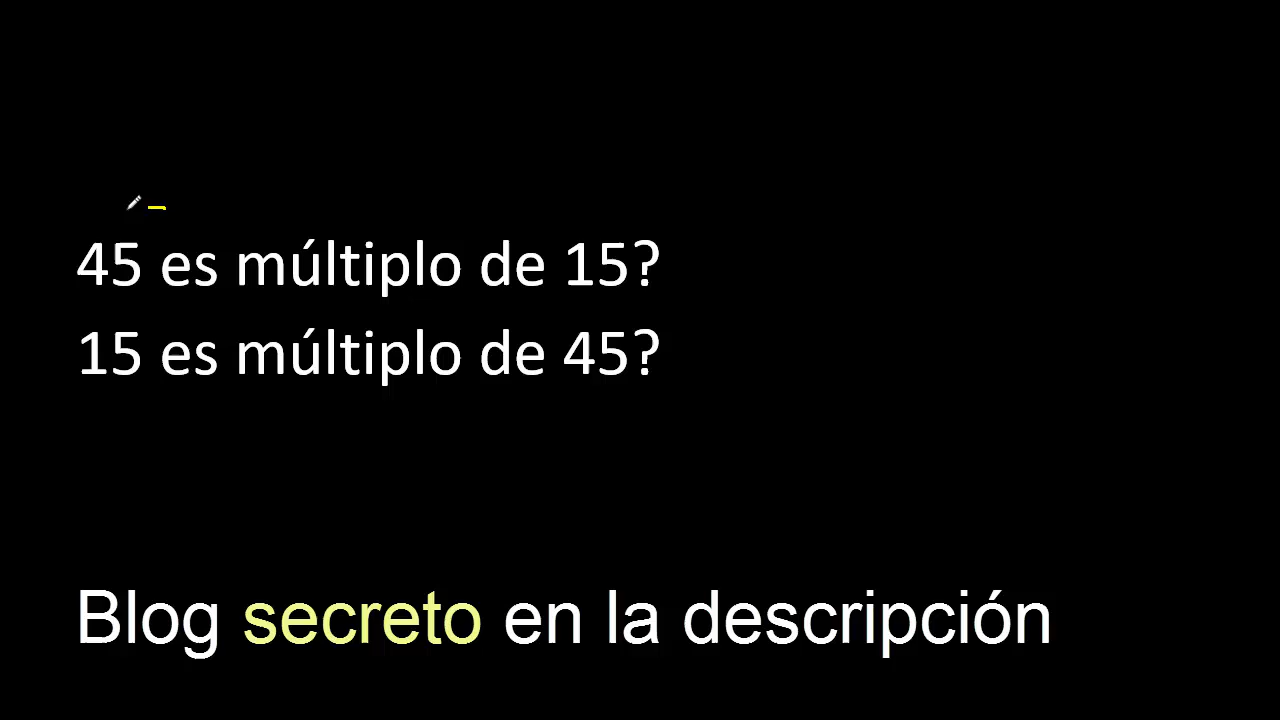 45 es múltiplo de 15?
15 es múltiplo de 45?
Blog secreto en la descripción